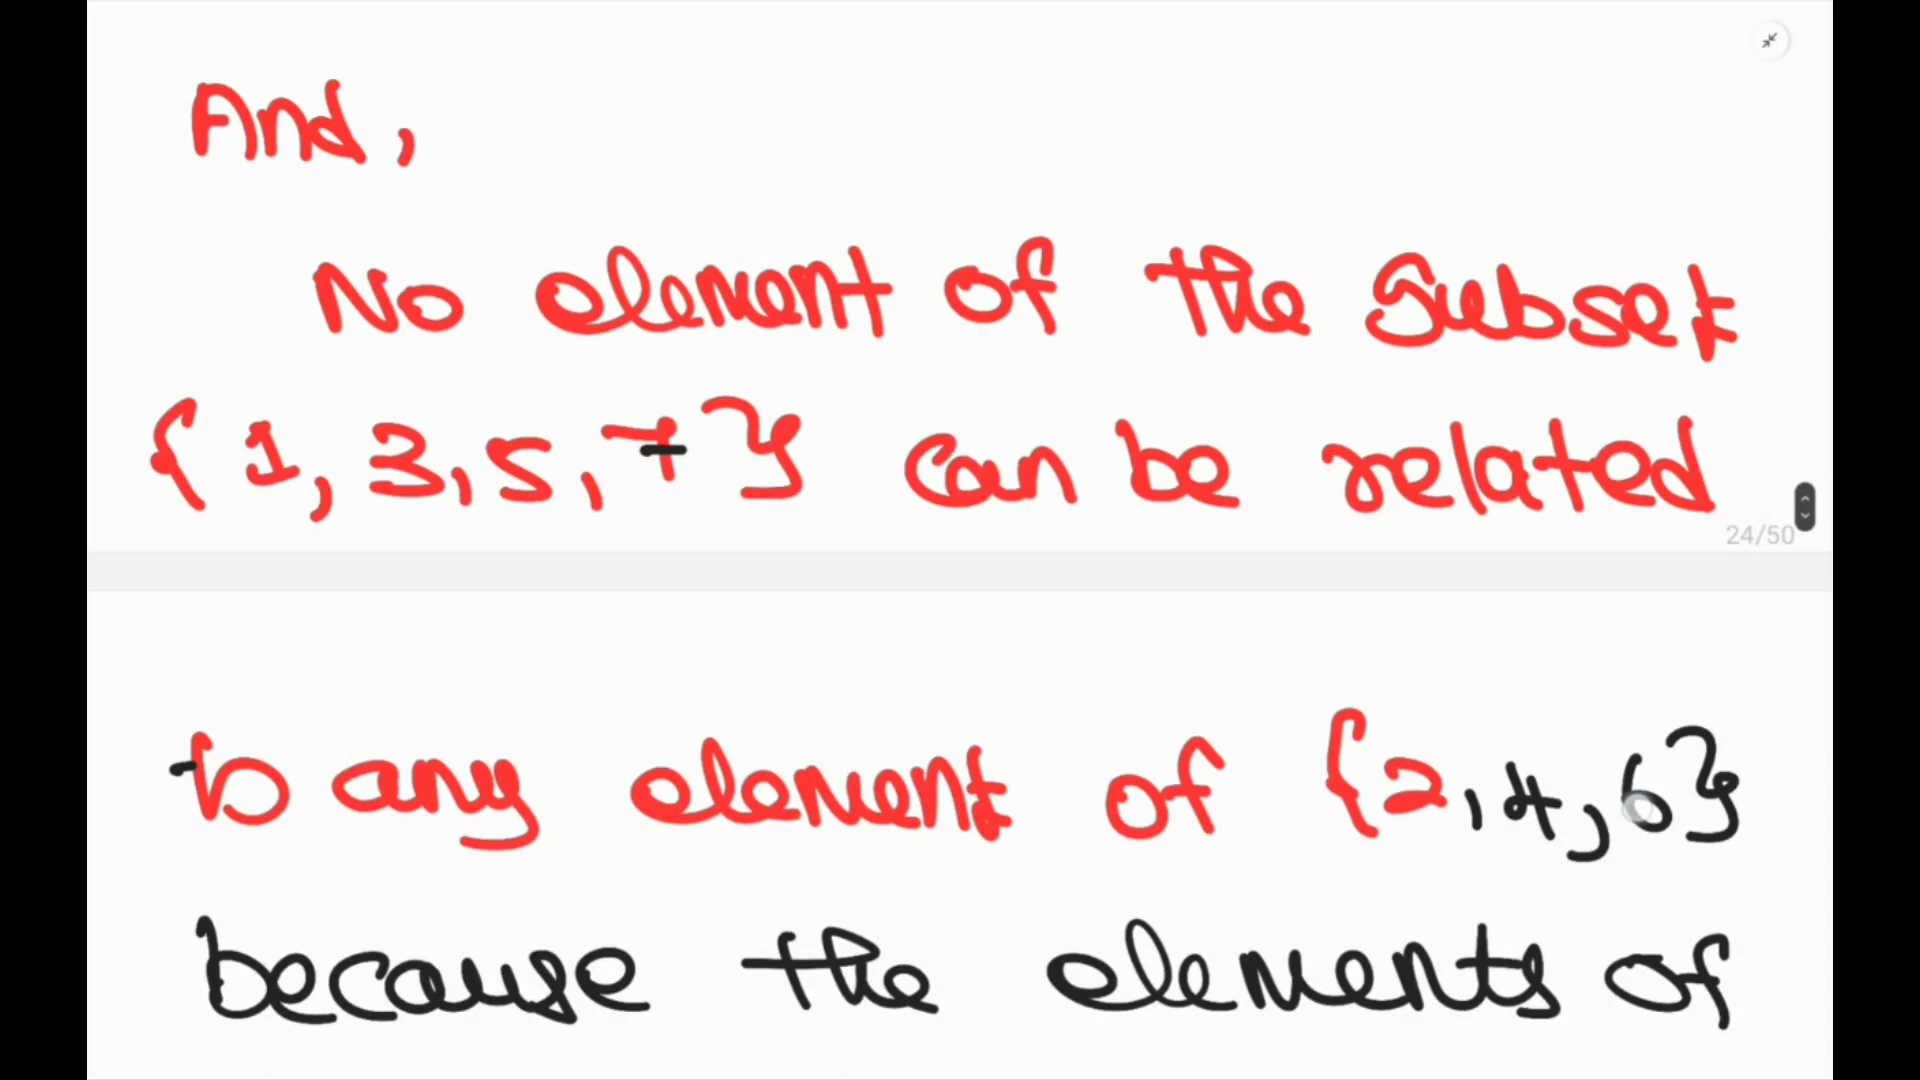 And,
No element of the Subset
{1, 3, 5, 7} can be related
24/50
to any element of {2, 4, 6}
because the elements of